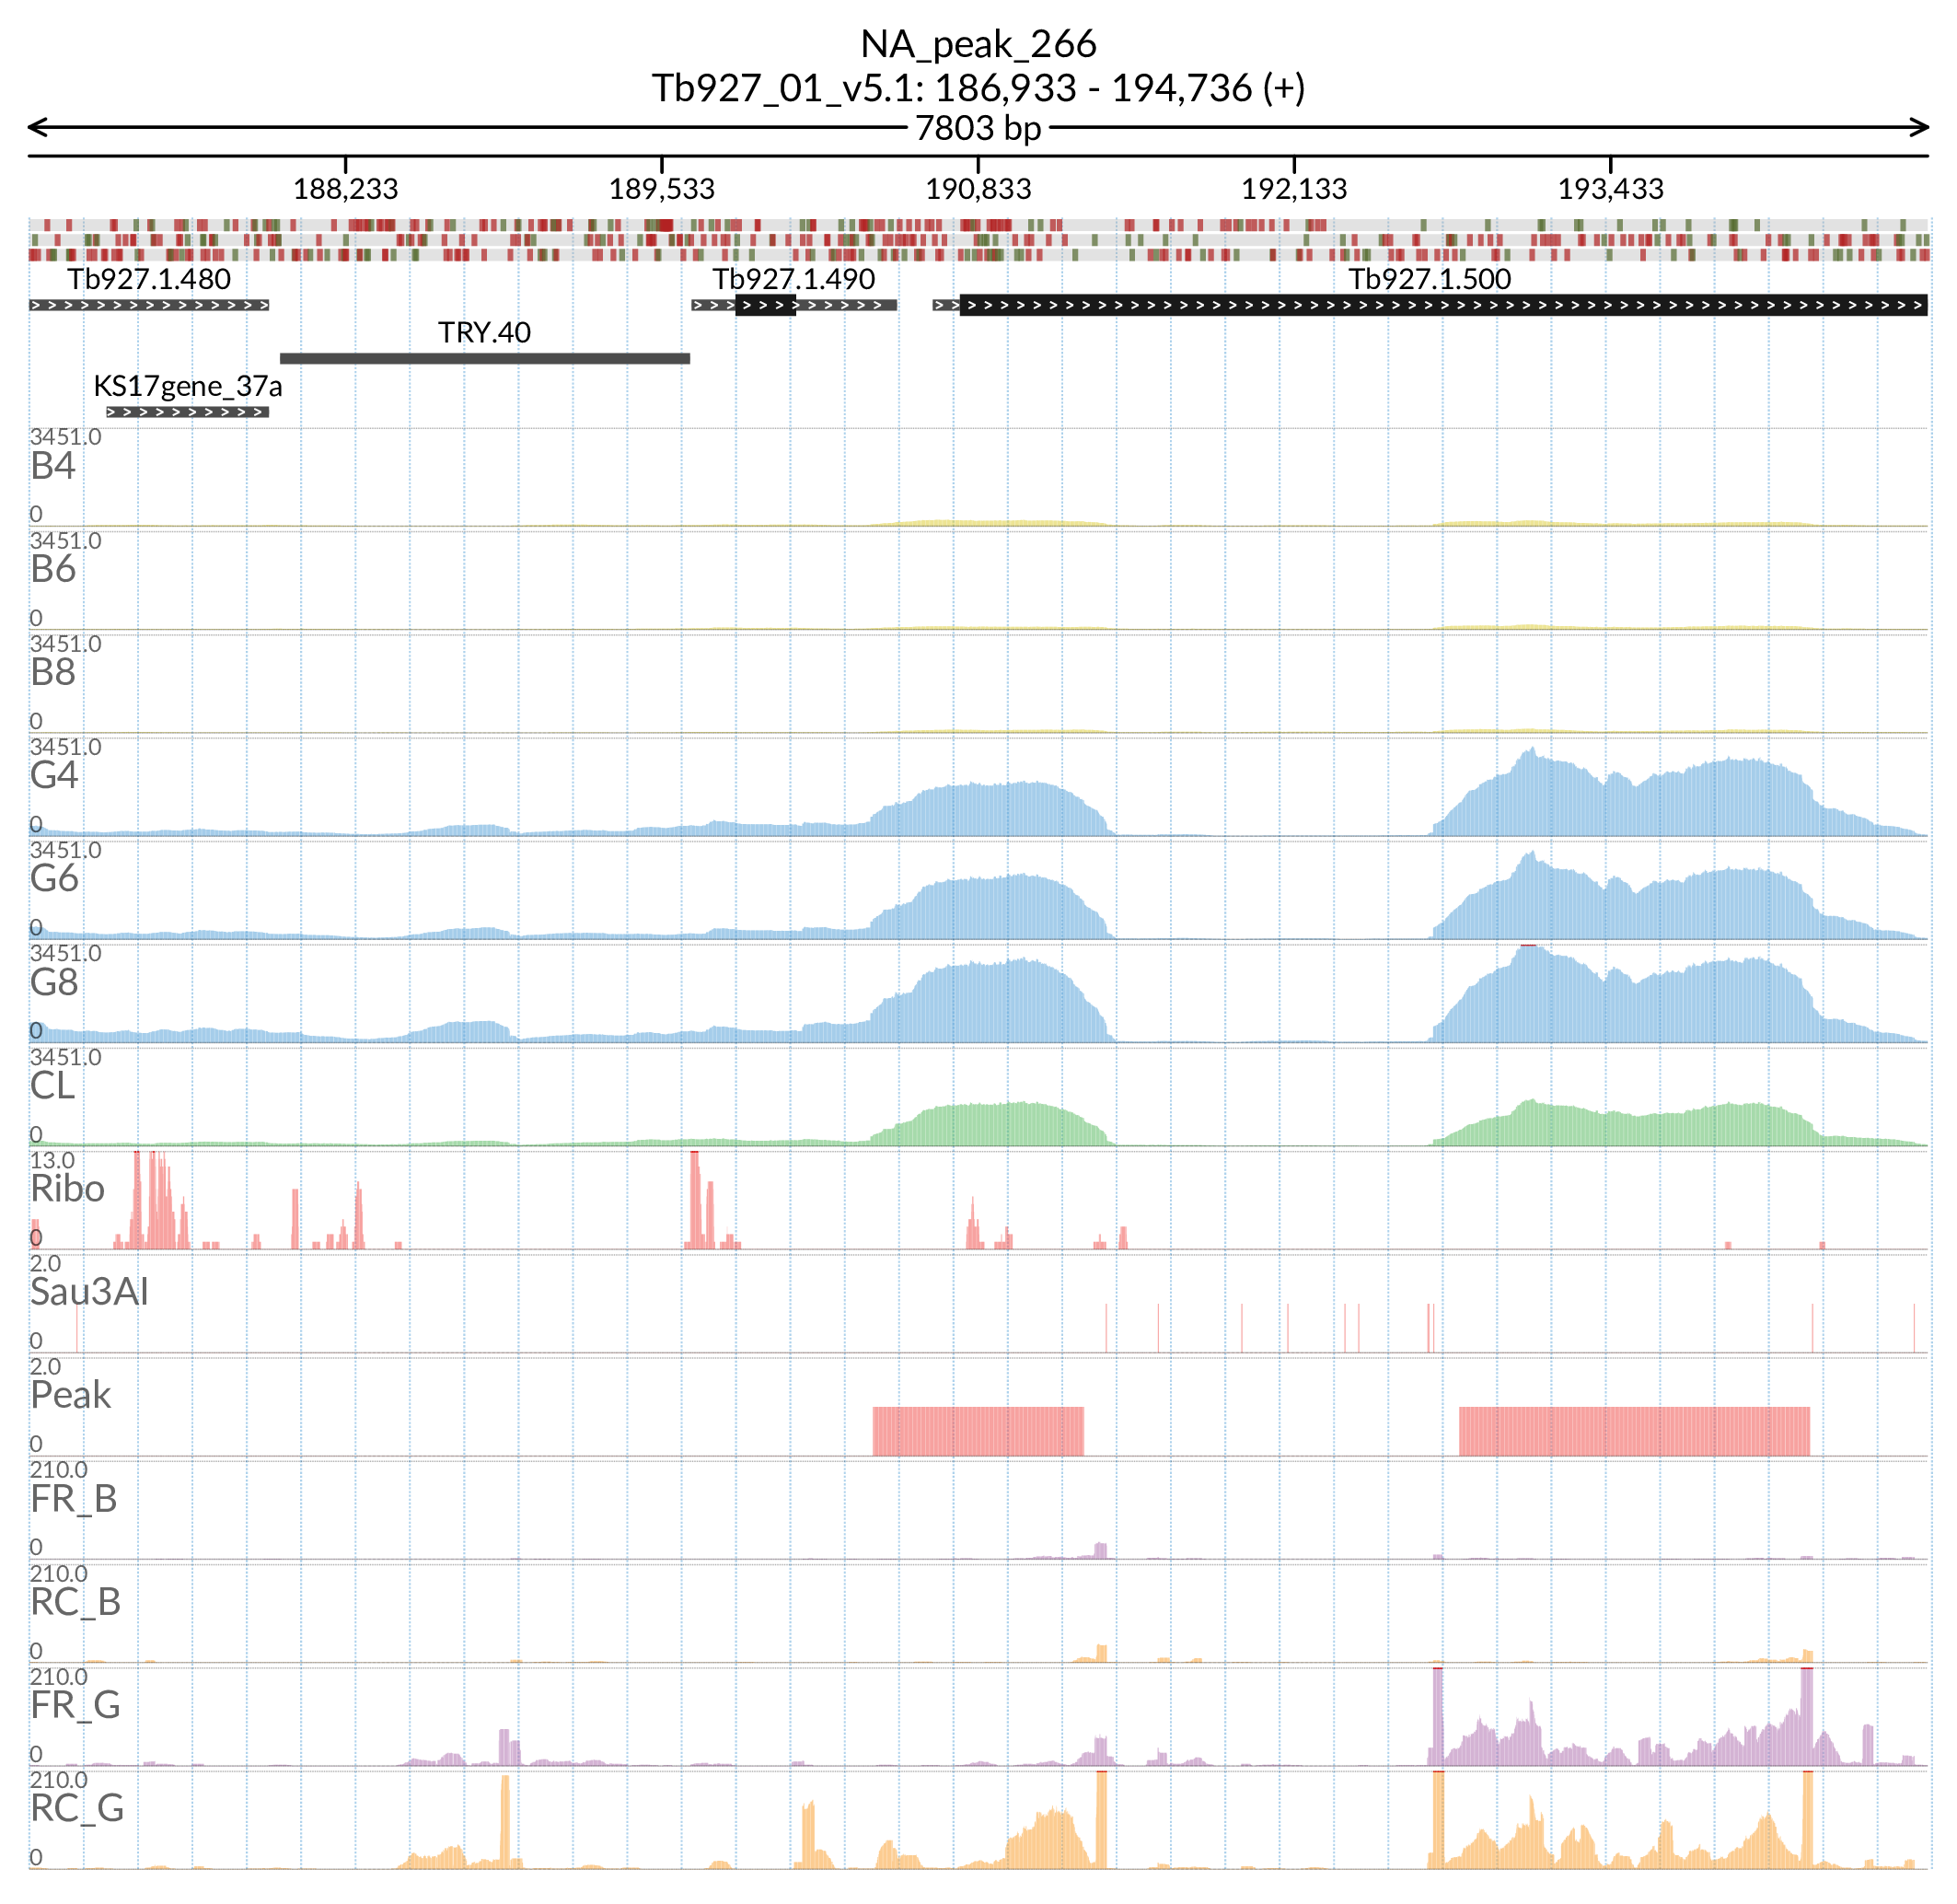 NA_peak_266
Tb927_01_v5.1: 186,933 - 194,736 (+)
7803 bp
188,233 189,533 190,833 192,133 193,433
Tb927.1.480 Tb927.1.490 Tb927.1.500
TRY.40
KS17gene_37a
3451.0
B4
0
3451.0
B6
0
3451.0
B8
0
3451.0
G4
0
3451.0
G6
0
3451.0
G8
0
3451.0
CL
0
13.0
Ribo
0
2.0
Sau3AI
0
2.0
Peak
0
210.0
FR_B
0
210.0
RC_B
0
210.0
FR_G
0
210.0
RC_G
0